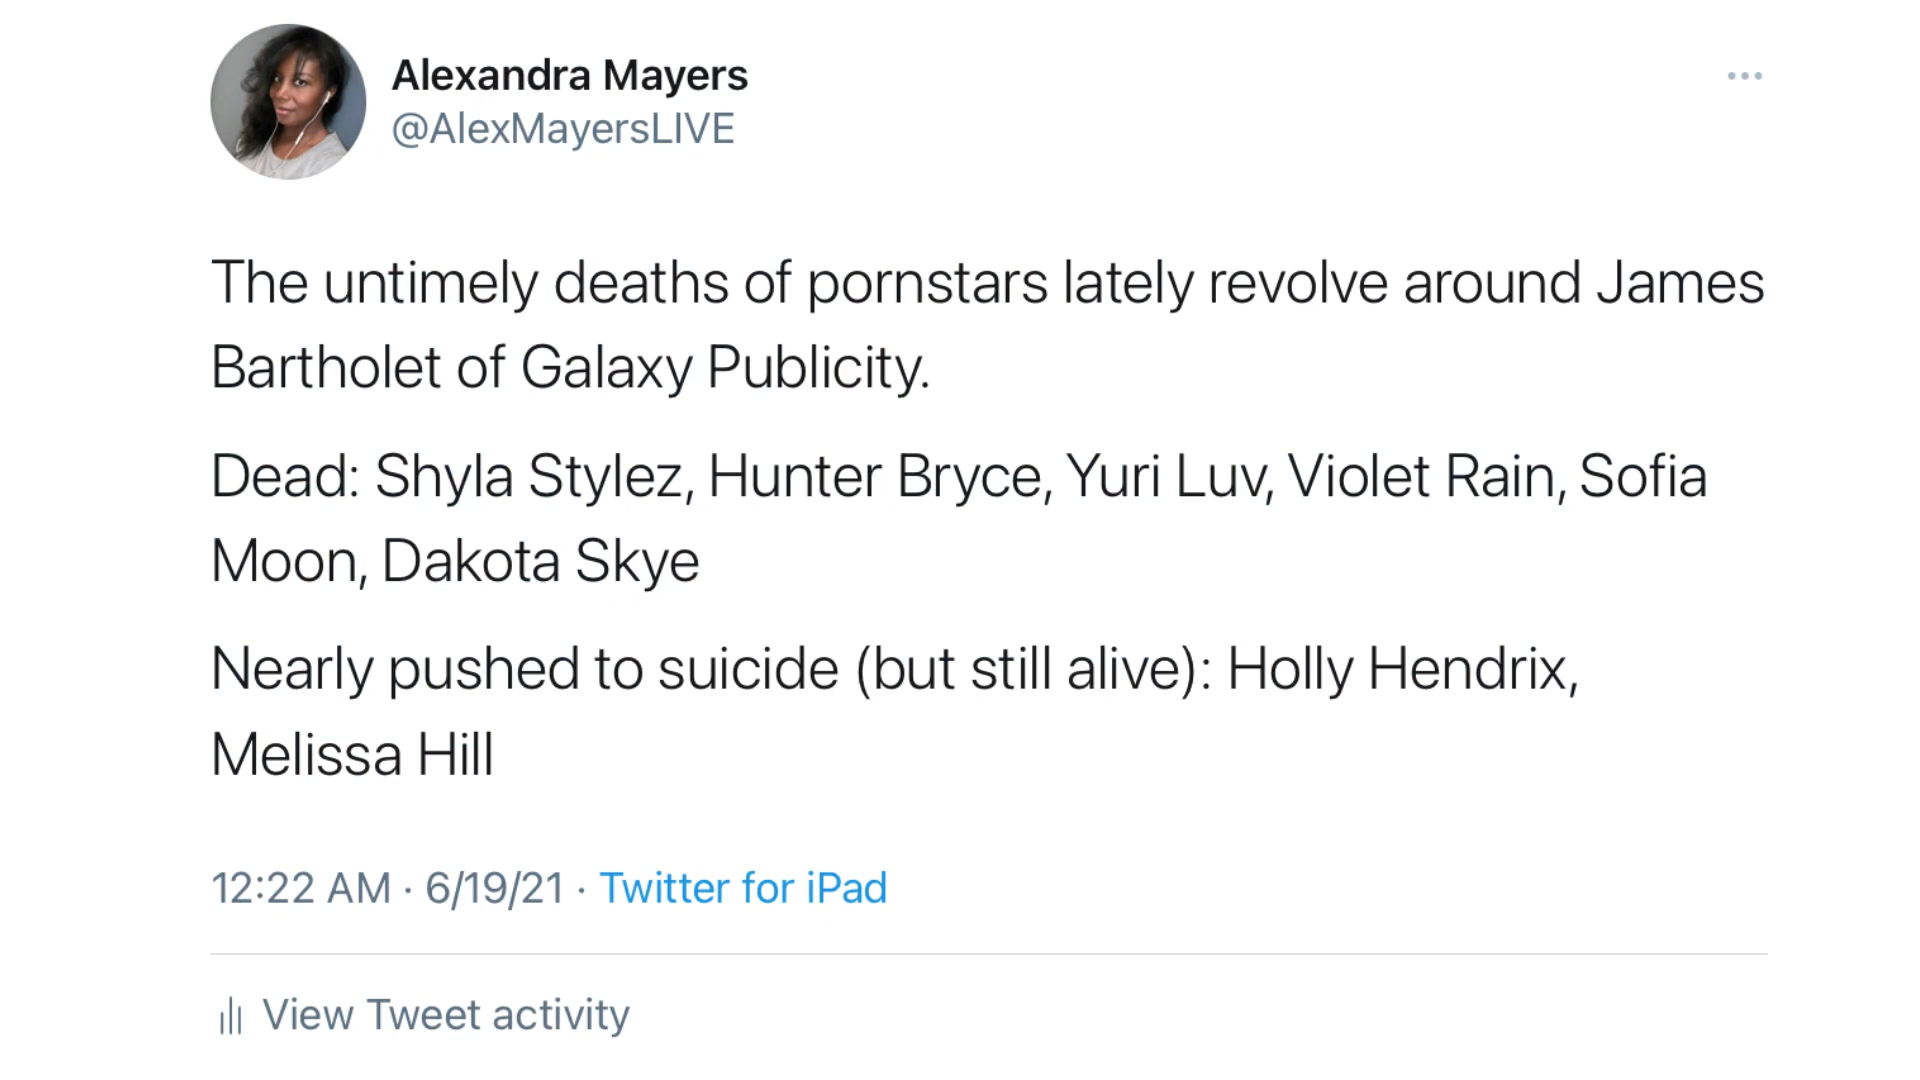 Alexandra Mayers
@AlexMayersLIVE
The untimely deaths of pornstars lately revolve around James
Bartholet of Galaxy Publicity.
Dead: Shyla Stylez, Hunter Bryce, Yuri Luv, Violet Rain, Sofia
Moon, Dakota Skye
Nearly pushed to suicide (but still alive): Holly Hendrix,
Melissa Hill
12:22 AM · 6/19/21 · Twitter for iPad
View Tweet activity